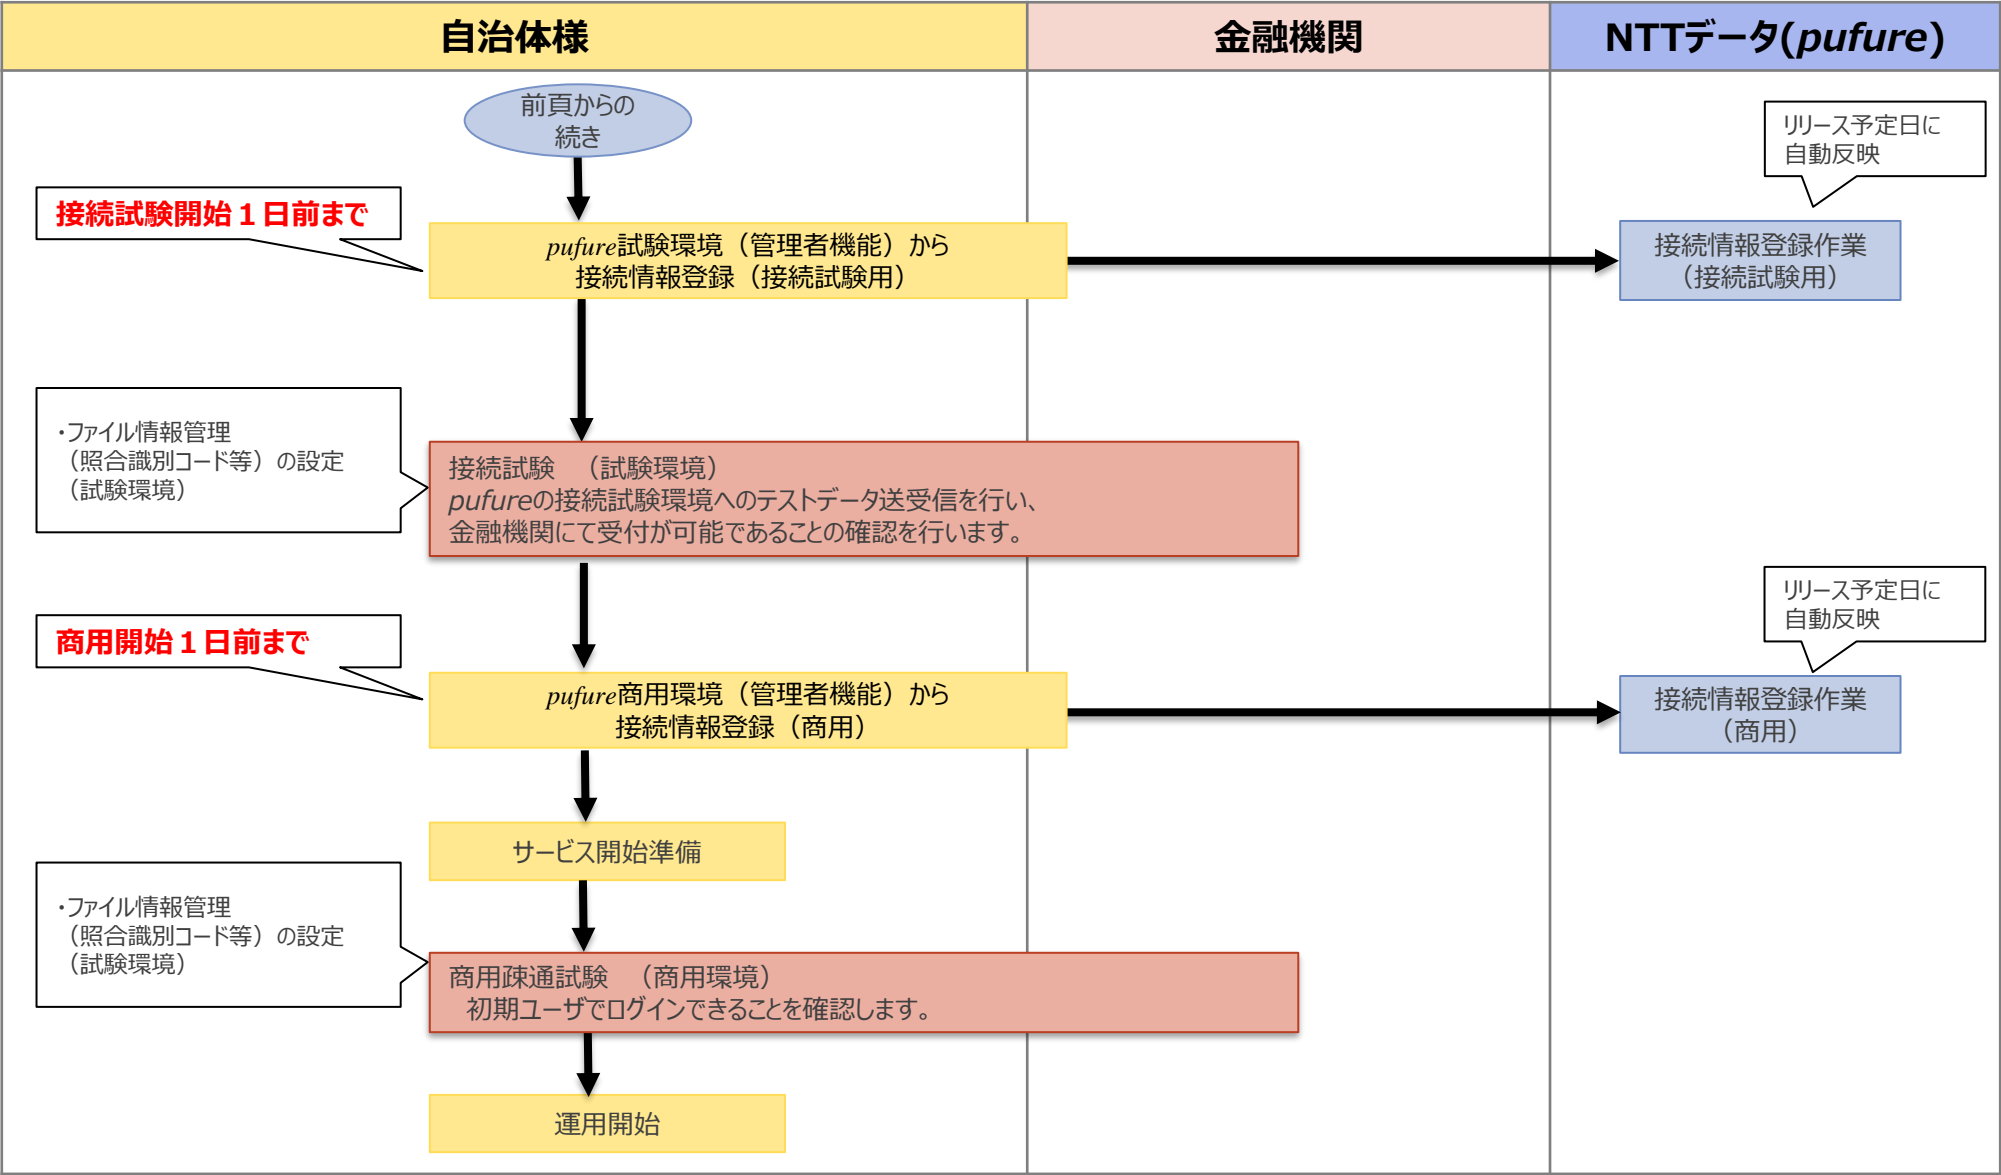 自治体様
金融機関
NTTデータ(pufure)
前頁からの
続き
リリース予定日に
自動反映
接続試験開始１日前まで
pufure試験環境（管理者機能）から
接続情報登録（接続試験用）
接続情報登録作業
（接続試験用）
・ファイル情報管理
（照合識別コード等）の設定
（試験環境）
接続試験　（試験環境）
pufureの接続試験環境へのテストデータ送受信を行い、
金融機関にて受付が可能であることの確認を行います。
リリース予定日に
自動反映
商用開始１日前まで
pufure商用環境（管理者機能）から
接続情報登録（商用）
接続情報登録作業
（商用）
サービス開始準備
・ファイル情報管理
（照合識別コード等）の設定
（試験環境）
商用疎通試験　（商用環境）
初期ユーザでログインできることを確認します。
運用開始